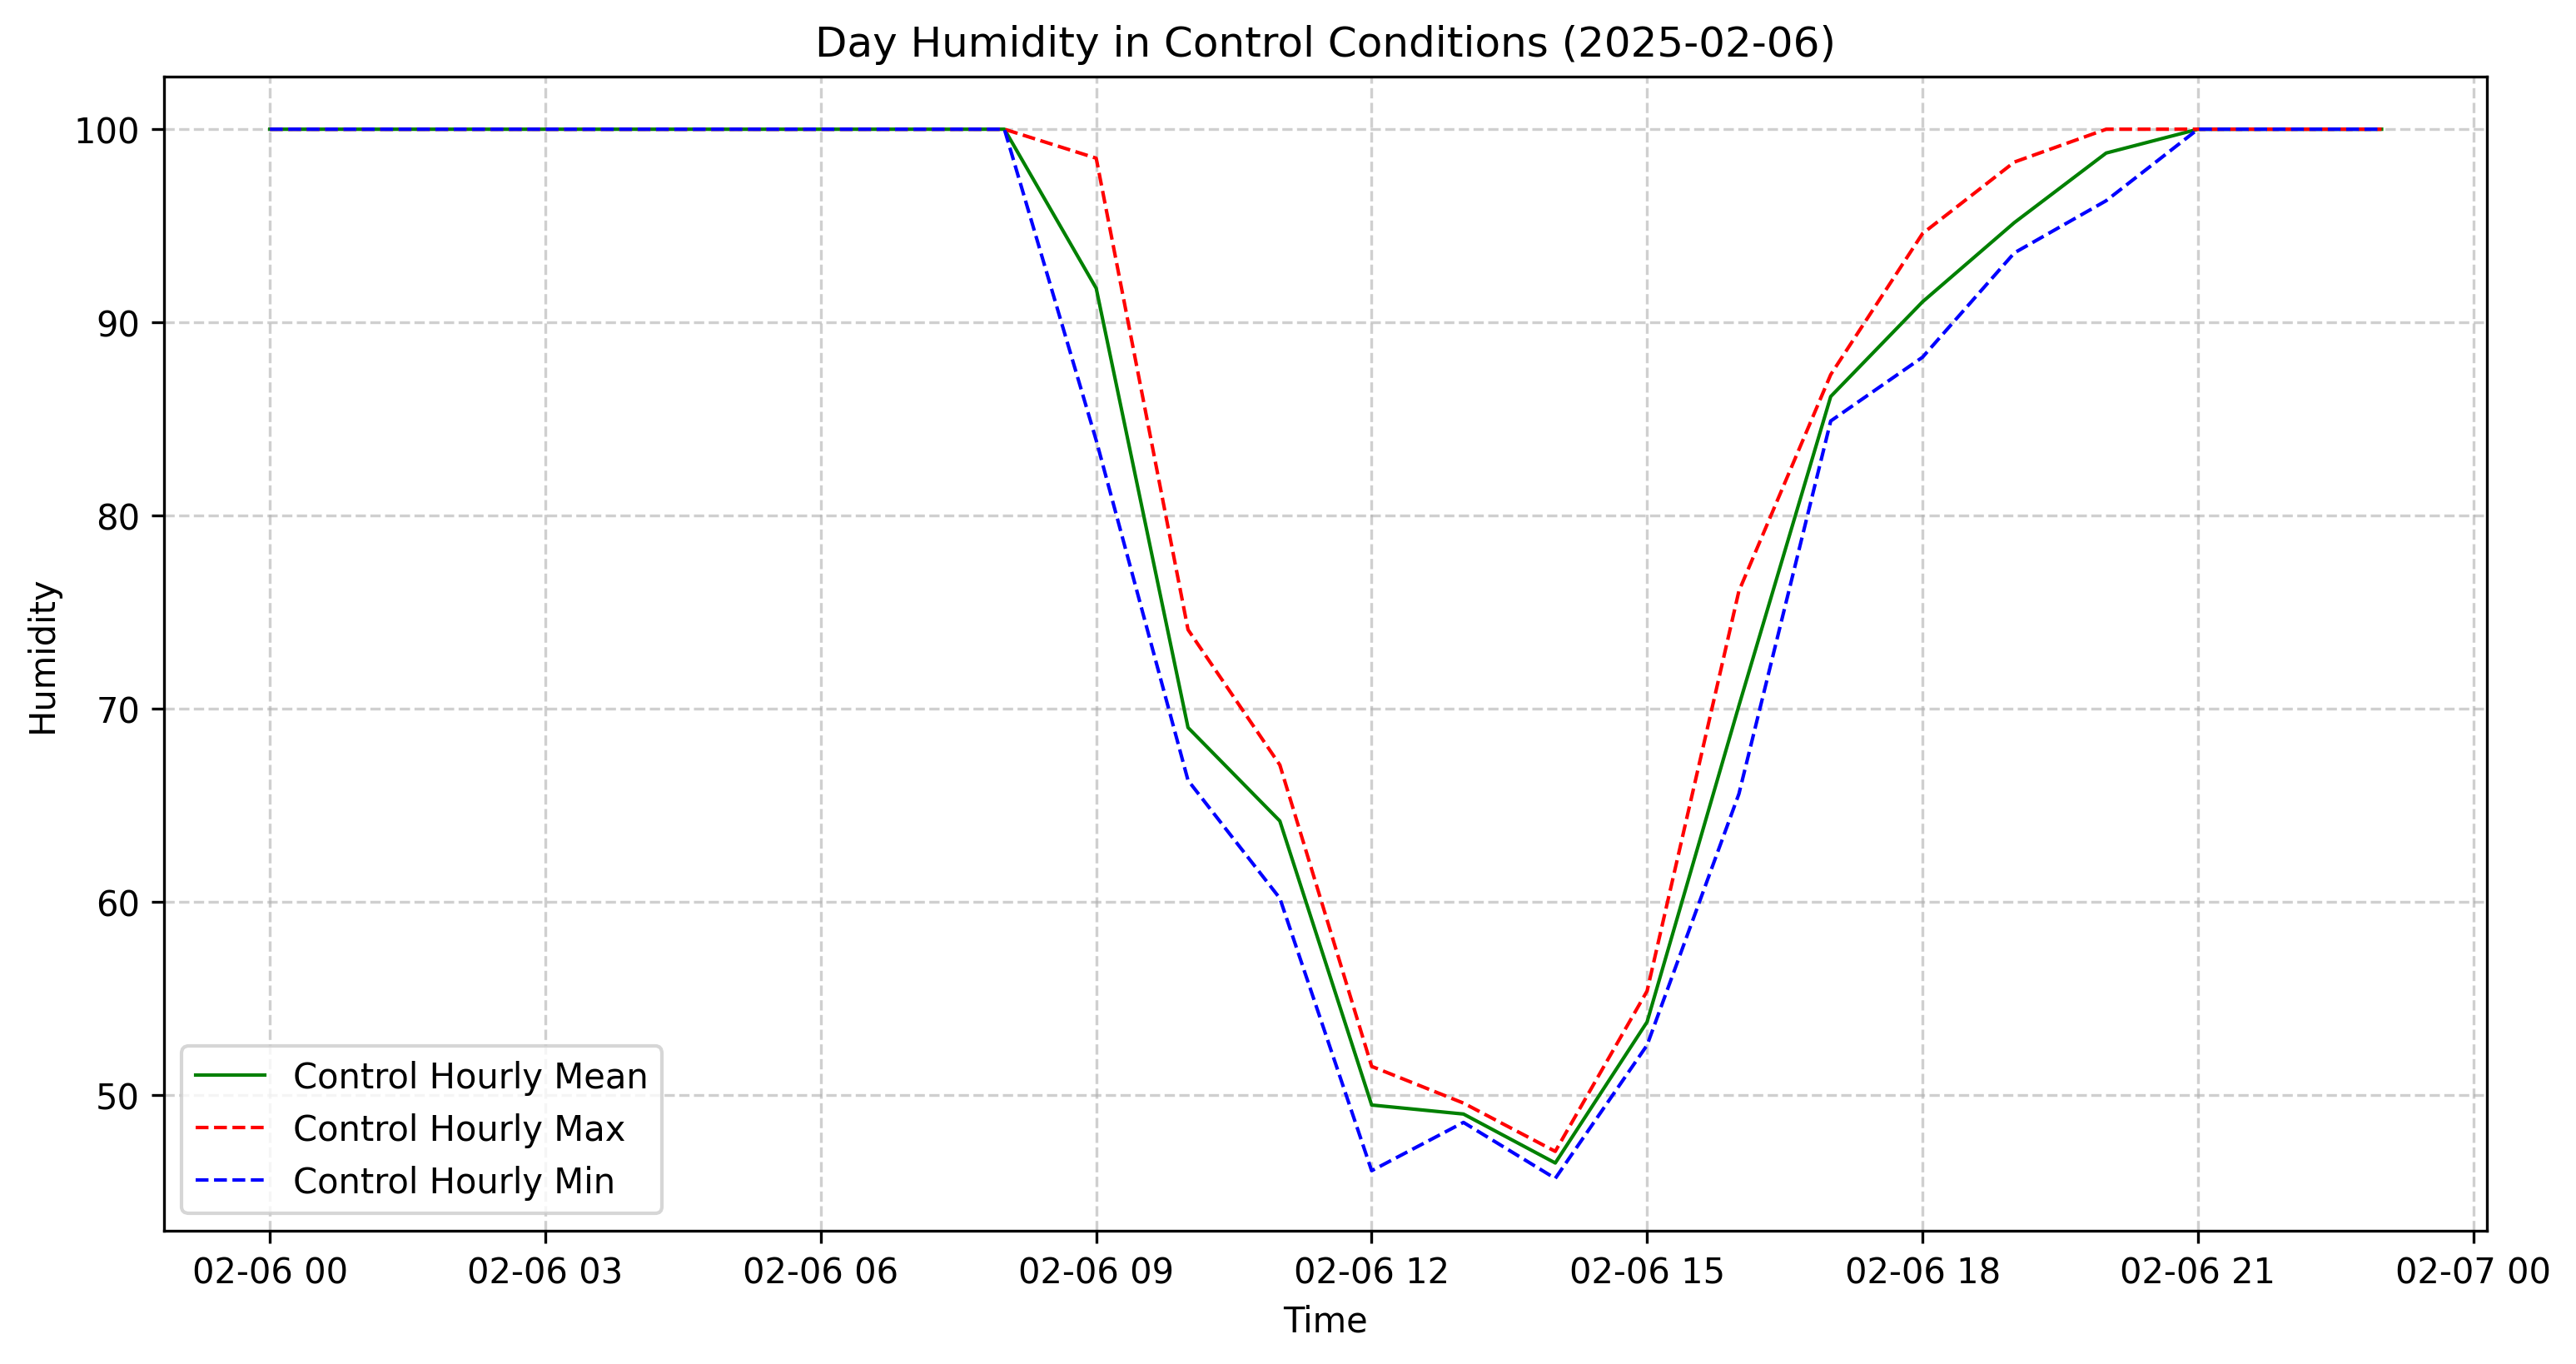 Day Humidity in Control Conditions (2025-02-06)
100
90
80
70
60
50
Humidity
Control Hourly Mean
Control Hourly Max
Control Hourly Min
02-06 00 02-06 03 02-06 06 02-06 09 02-06 12 02-06 15 02-06 18 02-06 21 02-07 00
Time